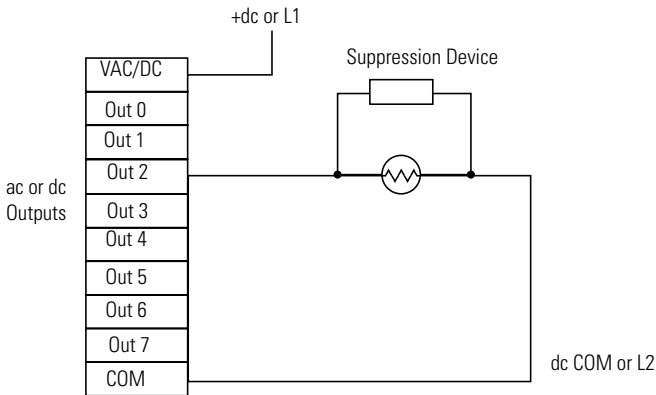 +dc or L1
Suppression Device
VAC/DC
Out 0
Out 1
Out 2
ac or dc
Outputs
Out 3
Out 4
Out 5
Out 6
Out 7
COM
dc COM or L2